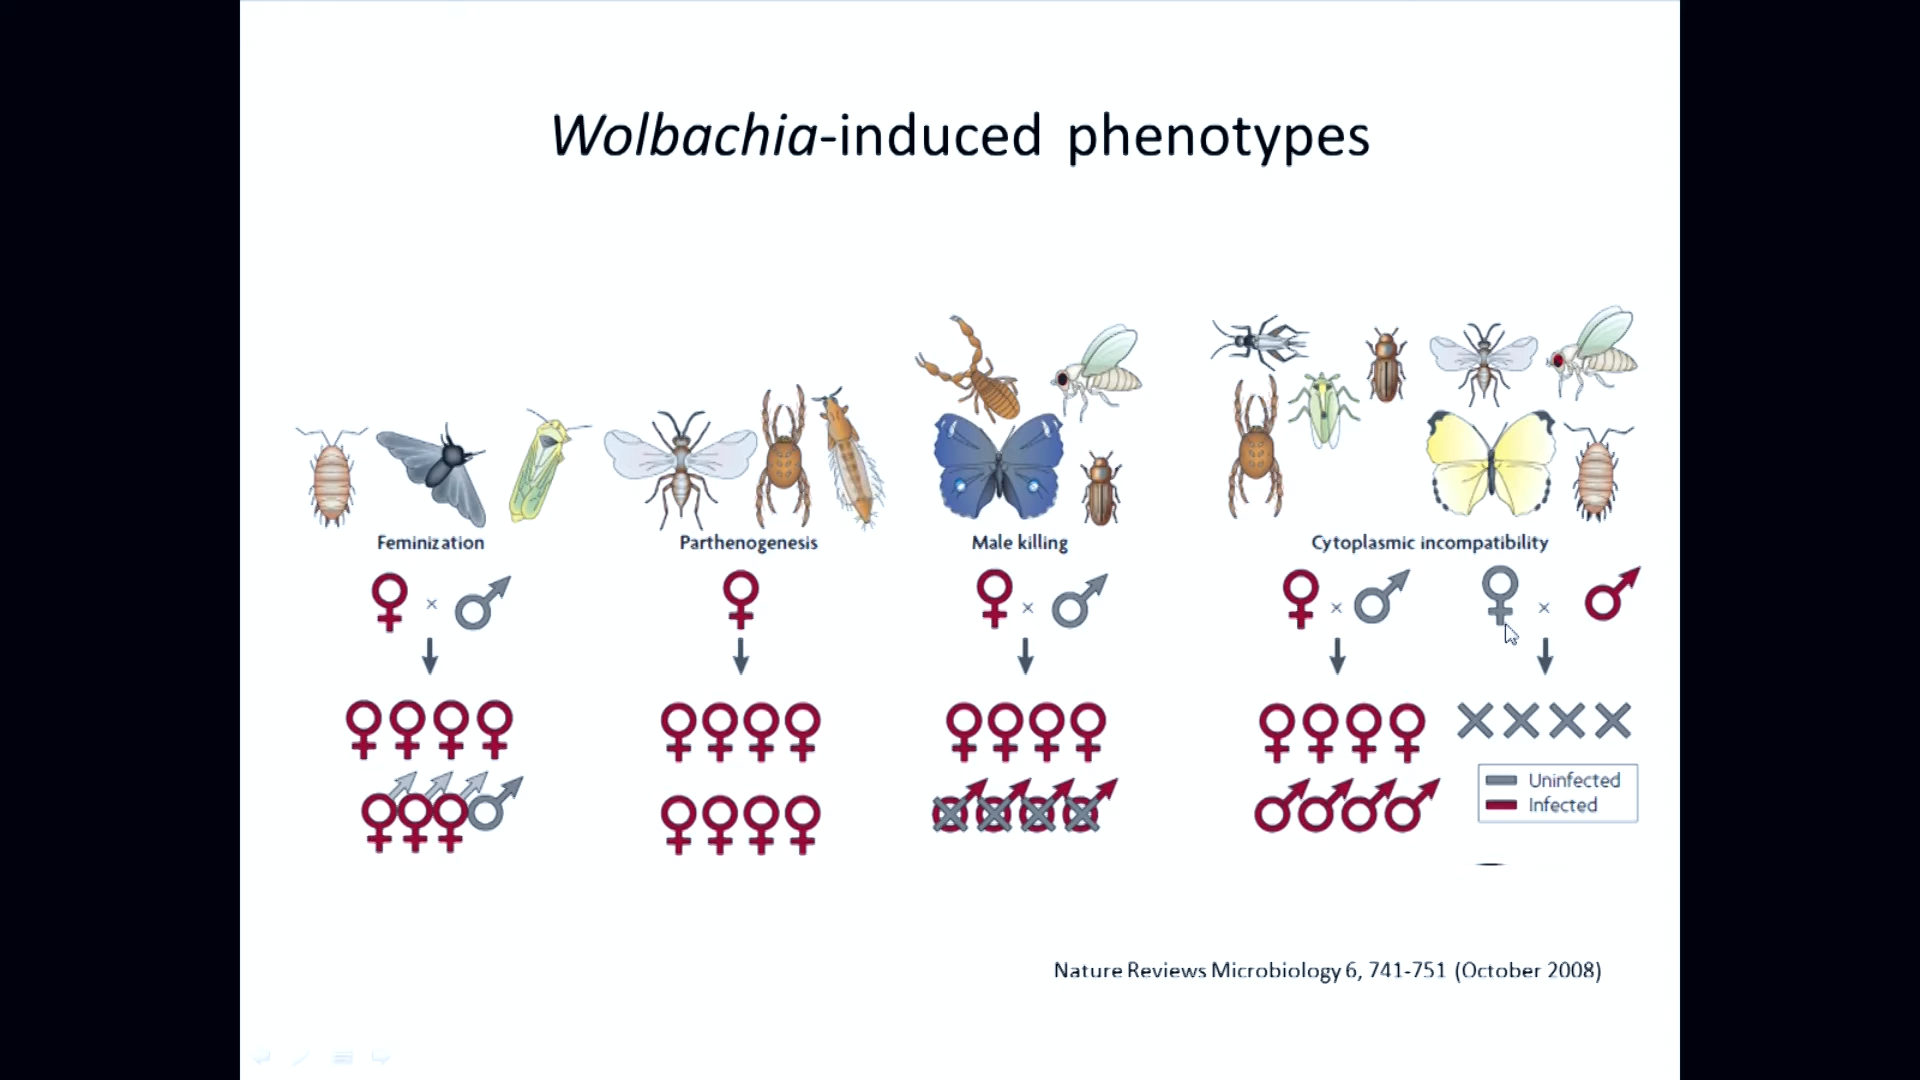 Wolbachia-induced phenotypes
Feminization
Parthenogenesis
Male killing
Cytoplasmic incompatibility
Uninfected
Infected
Nature Reviews Microbiology 6, 741-751 (October 2008)